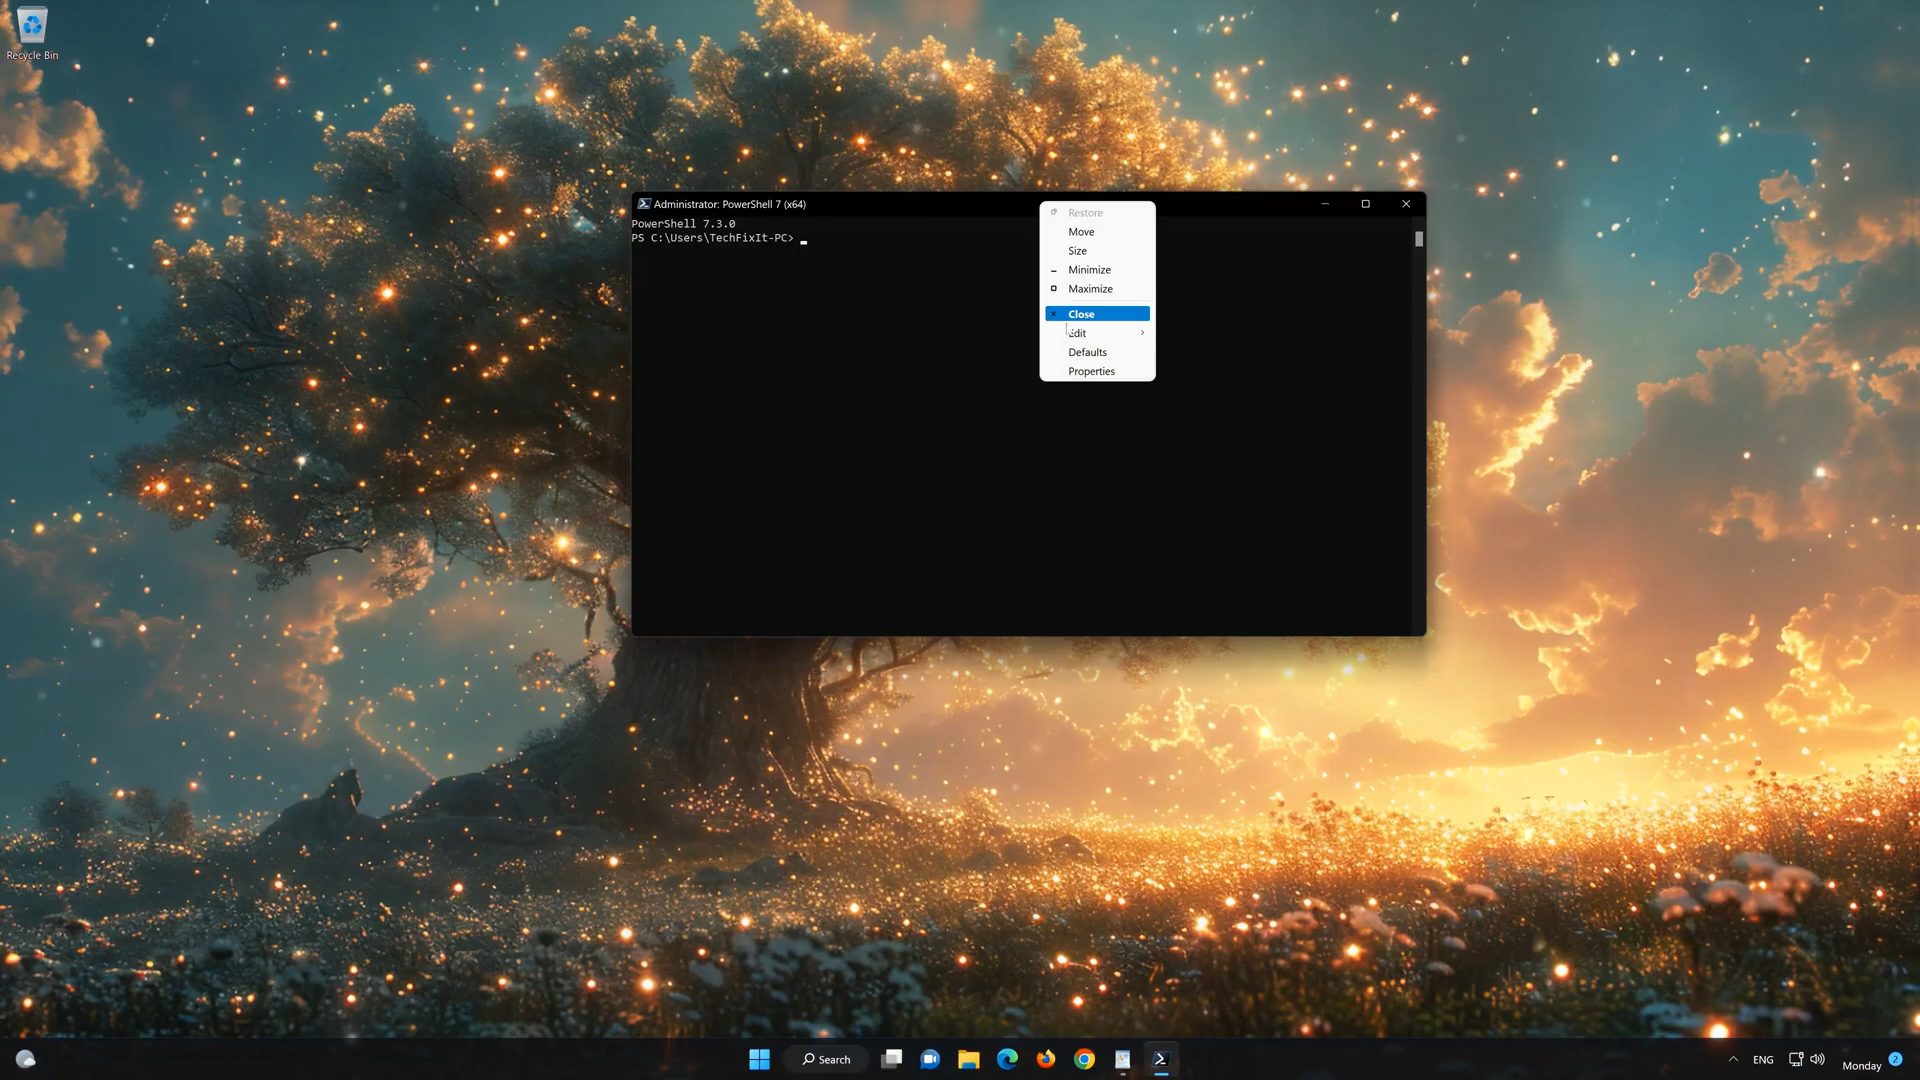 Recycle Bin
Administrator: PowerShell 7 (x64)
PowerShell 7.3.0
PS C:\Users\TechFixIt-PC>
Restore
Move
Size
Minimize
Maximize
Close
Edit
Defaults
Properties
Search
ENG
Monday
2